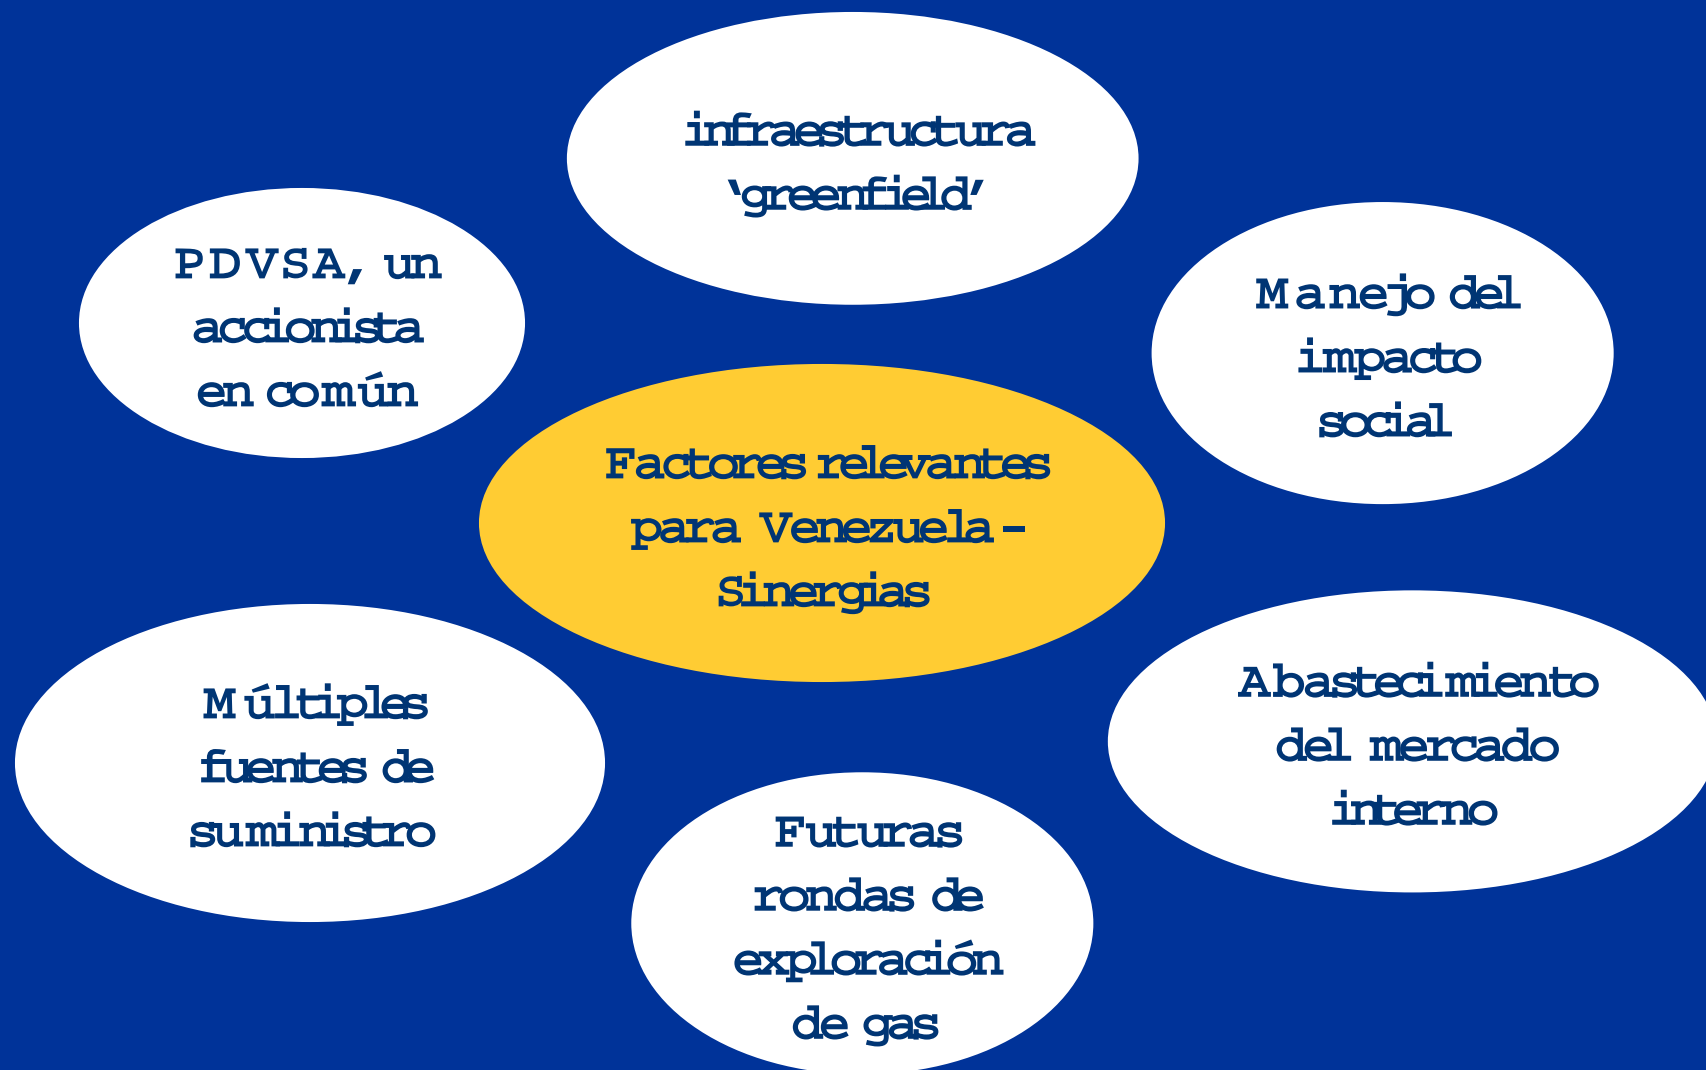 infraestructura
‘greenfield’
PDVSA, un
accionista
en común
Manejo del
impacto
social
Factores relevantes
para Venezuela -
Sinergias
Múltiples
fuentes de
suministro
Abastecimiento
del mercado
interno
Futuras
rondas de
exploración
de gas